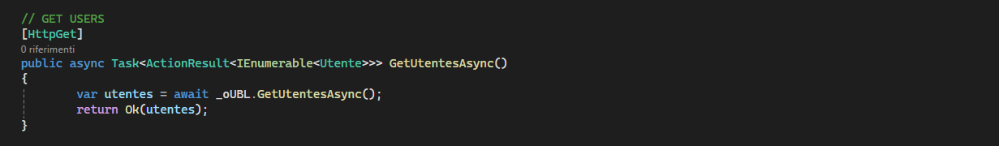 // GET USERS
[HttpGet]
0 riferimenti
public async Task<ActionResult<IEnumerable<Utente>>> GetUtentesAsync()
{
var utentes = await _oUBL.GetUtentesAsync();
return Ok(utentes);
}